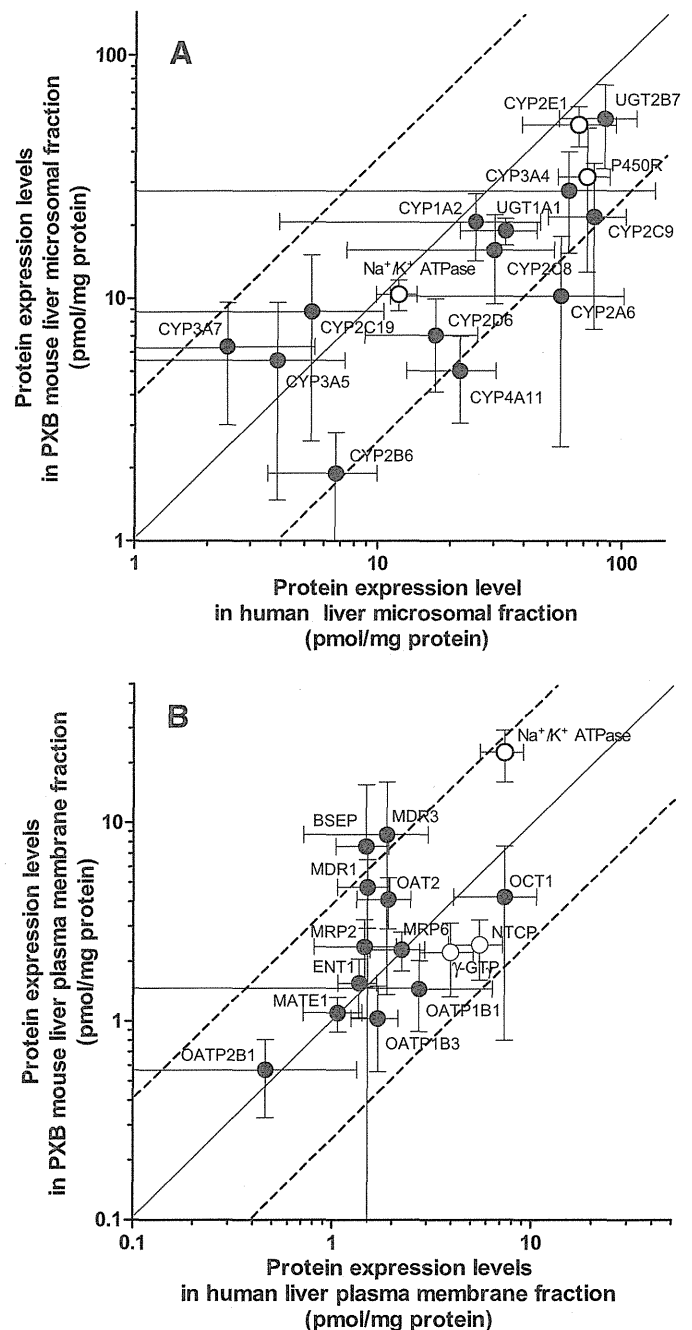 A
Protein expression levels
in PXB mouse liver microsomal fraction
(pmol/mg protein)
100
10
1
CYP2E1
UGT2B7
P450R
CYP3A4
CYP1A2
UGT1A1
CYP2C9
Na⁺/K⁺ ATPase
CYP2C8
CYP2A6
CYP3A7
CYP2C19
CYP2D6
CYP3A5
CYP4A11
CYP2B6
1
10
100
Protein expression level
in human liver microsomal fraction
(pmol/mg protein)
B
Protein expression levels
in PXB mouse liver plasma membrane fraction
(pmol/mg protein)
10
1
0.1
Na⁺/K⁺ ATPase
BSEP
MDR3
MDR1
OAT2
OCT1
MRP2
MRP6
NTCP
ENT1
γ-GTP
MATE1
OATP1B1
OATP1B3
OATP2B1
0.1
1
10
Protein expression levels
in human liver plasma membrane fraction
(pmol/mg protein)